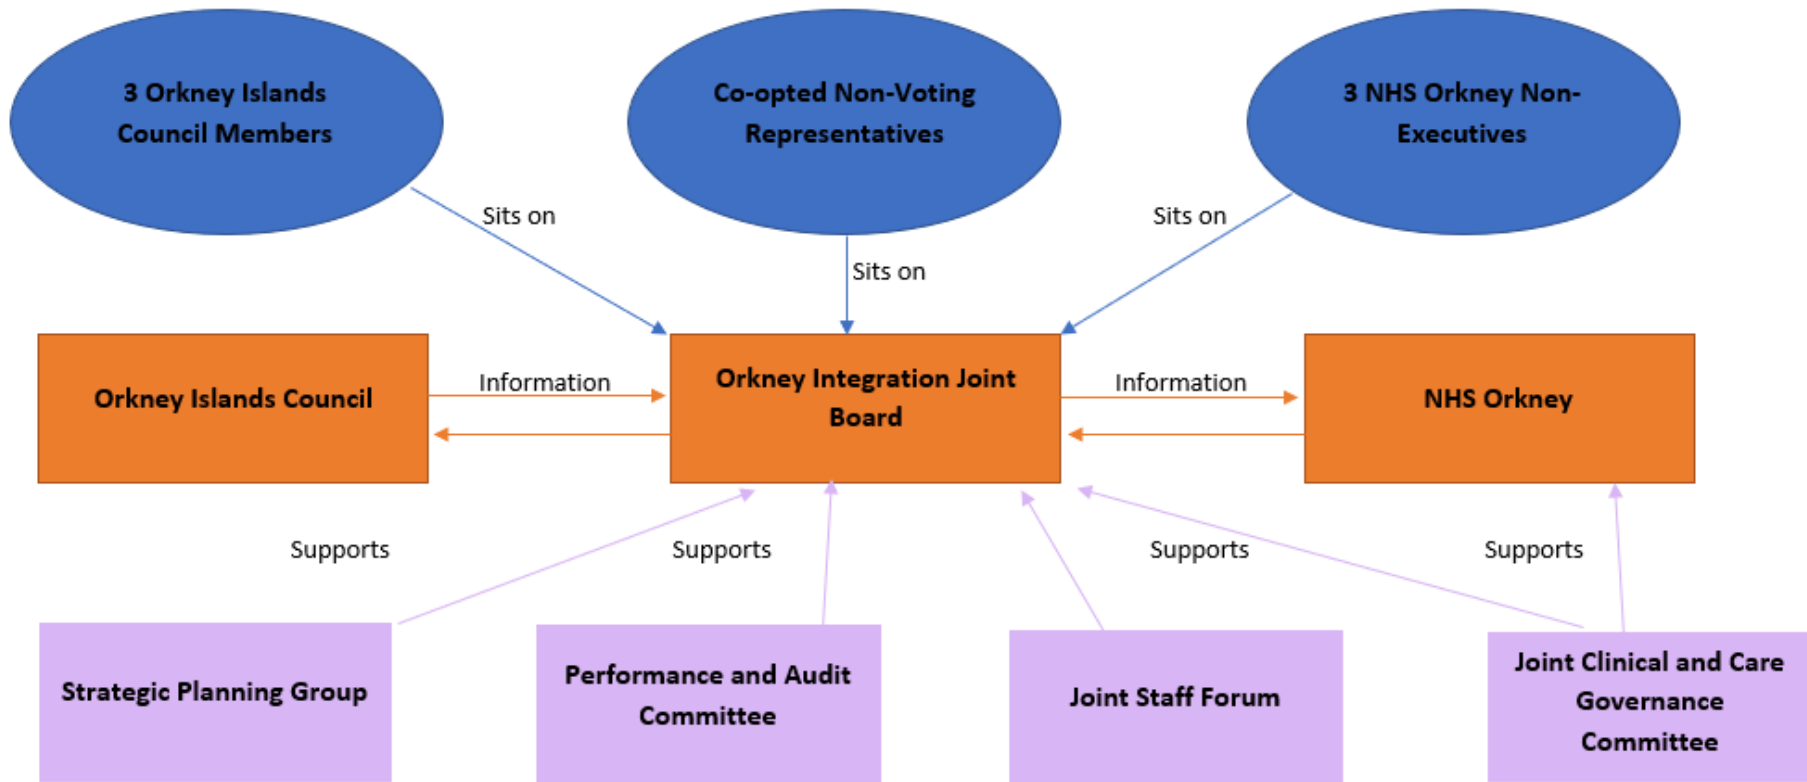 3 Orkney Islands
Council Members
Co-opted Non-Voting
Representatives
3 NHS Orkney Non-
Executives
Sits on
Sits on
Sits on
Orkney Islands Council
Information
Orkney Integration Joint
Board
Information
NHS Orkney
Supports
Supports
Supports
Supports
Strategic Planning Group
Performance and Audit
Committee
Joint Staff Forum
Joint Clinical and Care
Governance
Committee